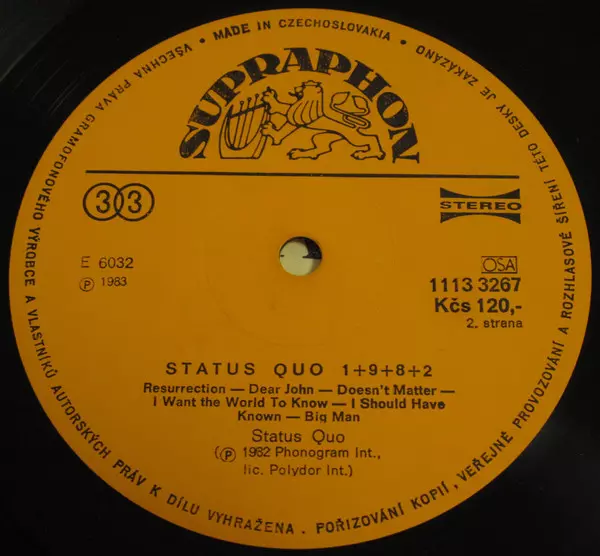 VŠECHNA PRÁVA GRAMOFONOVÉHO VÝROBCE A VLASTNÍKŮ AUTORSKÝCH PRÁV K DÍLU VYHRAŽENA . POŘIZOVÁNÍ KOPIÍ, VEŘEJNÉ PROVOZOVÁNÍ A ROZHLASOVÉ ŠÍŘENÍ TÉTO DESKY JE ZAKÁZÁNO
• MADE IN CZECHOSLOVAKIA •
SUPRAPHON
33
STEREO
E 6032
Ⓟ 1983
OSA
1113 3267
Kčs 120,-
2. strana
STATUS QUO 1+9+8+2
Resurrection — Dear John — Doesn't Matter —
I Want the World To Know — I Should Have
Known — Big Man
Status Quo
(Ⓟ 1982 Phonogram Int.,
lic. Polydor Int.)